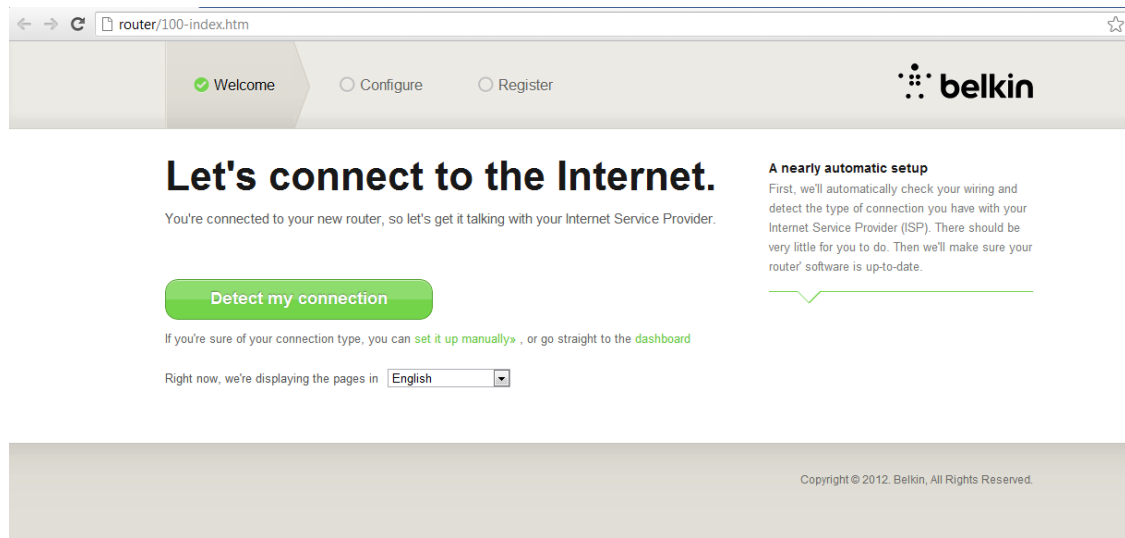 router/100-index.htm
Welcome
Configure
Register
belkin
Let's connect to the Internet.
You're connected to your new router, so let's get it talking with your Internet Service Provider.
Detect my connection
If you're sure of your connection type, you can set it up manually» , or go straight to the dashboard
Right now, we're displaying the pages in English
A nearly automatic setup
First, we'll automatically check your wiring and
detect the type of connection you have with your
Internet Service Provider (ISP). There should be
very little for you to do. Then we'll make sure your
router' software is up-to-date.
Copyright © 2012. Belkin, All Rights Reserved.